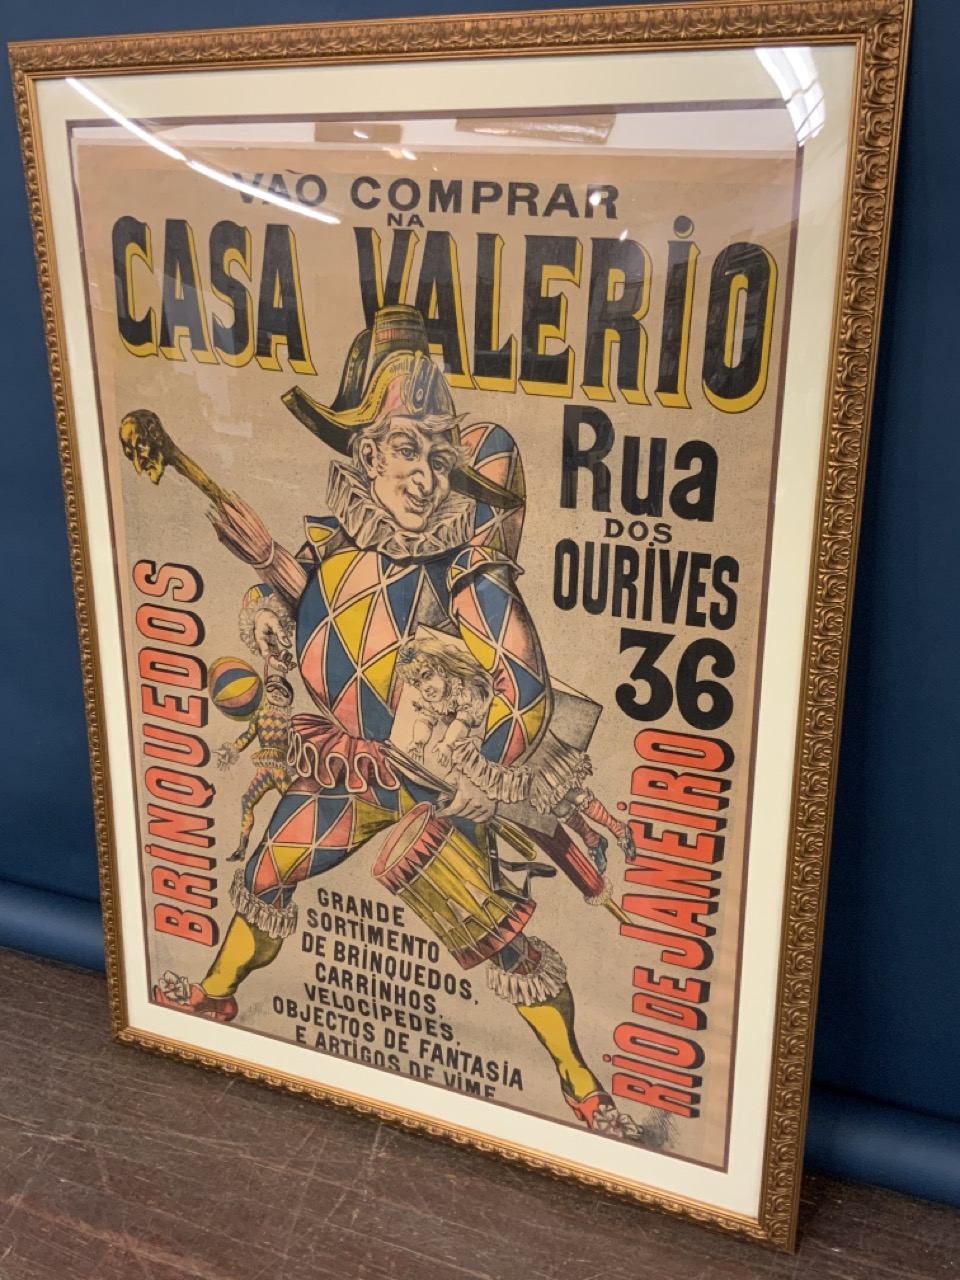 VAO COMPRAR
NA
CASA VALERIO
Rua
DOS
OURIVES
36
BRINQUEDOS
RIO DE JANEIRO
GRANDE
SORTIMENTO
DE BRINQUEDOS,
CARRINHOS,
VELOCIPEDES,
OBJECTOS DE FANTASIA
E ARTIGOS DE VIME